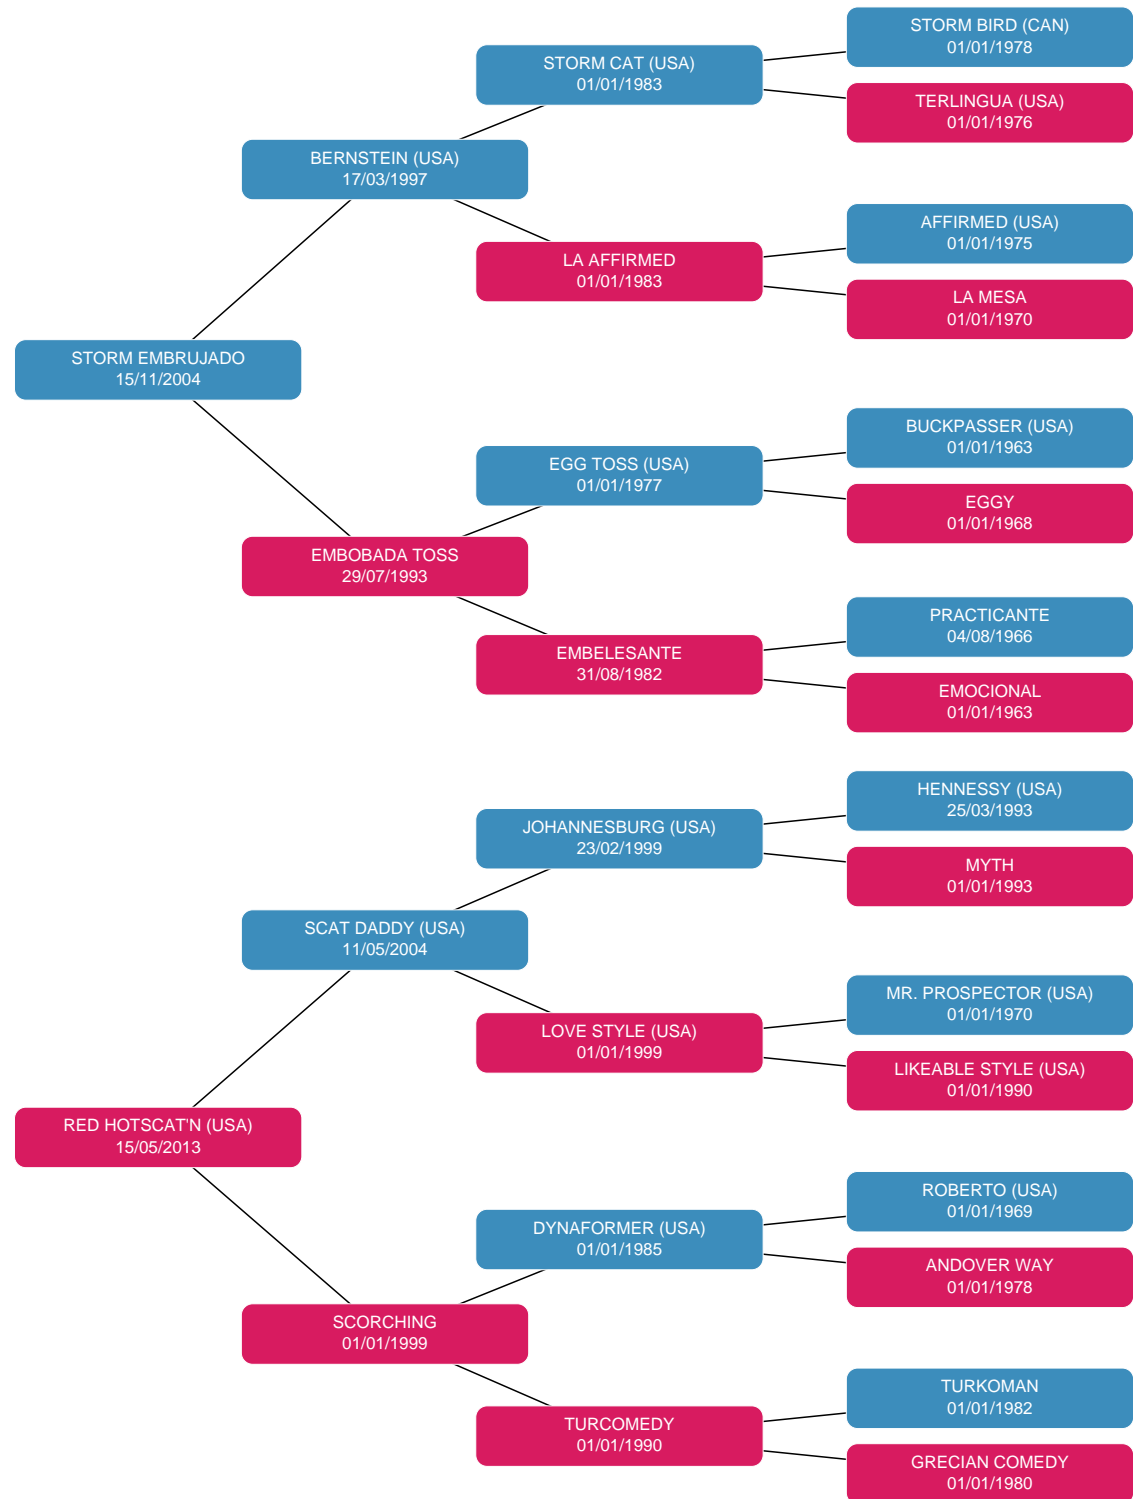 STORM BIRD (CAN)
01/01/1978
STORM CAT (USA)
01/01/1983
TERLINGUA (USA)
01/01/1976
BERNSTEIN (USA)
17/03/1997
AFFIRMED (USA)
01/01/1975
LA AFFIRMED
01/01/1983
LA MESA
01/01/1970
STORM EMBRUJADO
15/11/2004
BUCKPASSER (USA)
01/01/1963
EGG TOSS (USA)
01/01/1977
EGGY
01/01/1968
EMBOBADA TOSS
29/07/1993
PRACTICANTE
04/08/1966
EMBELESANTE
31/08/1982
EMOCIONAL
01/01/1963
HENNESSY (USA)
25/03/1993
JOHANNESBURG (USA)
23/02/1999
MYTH
01/01/1993
SCAT DADDY (USA)
11/05/2004
MR. PROSPECTOR (USA)
01/01/1970
LOVE STYLE (USA)
01/01/1999
LIKEABLE STYLE (USA)
01/01/1990
RED HOTSCAT'N (USA)
15/05/2013
ROBERTO (USA)
01/01/1969
DYNAFORMER (USA)
01/01/1985
ANDOVER WAY
01/01/1978
SCORCHING
01/01/1999
TURKOMAN
01/01/1982
TURCOMEDY
01/01/1990
GRECIAN COMEDY
01/01/1980